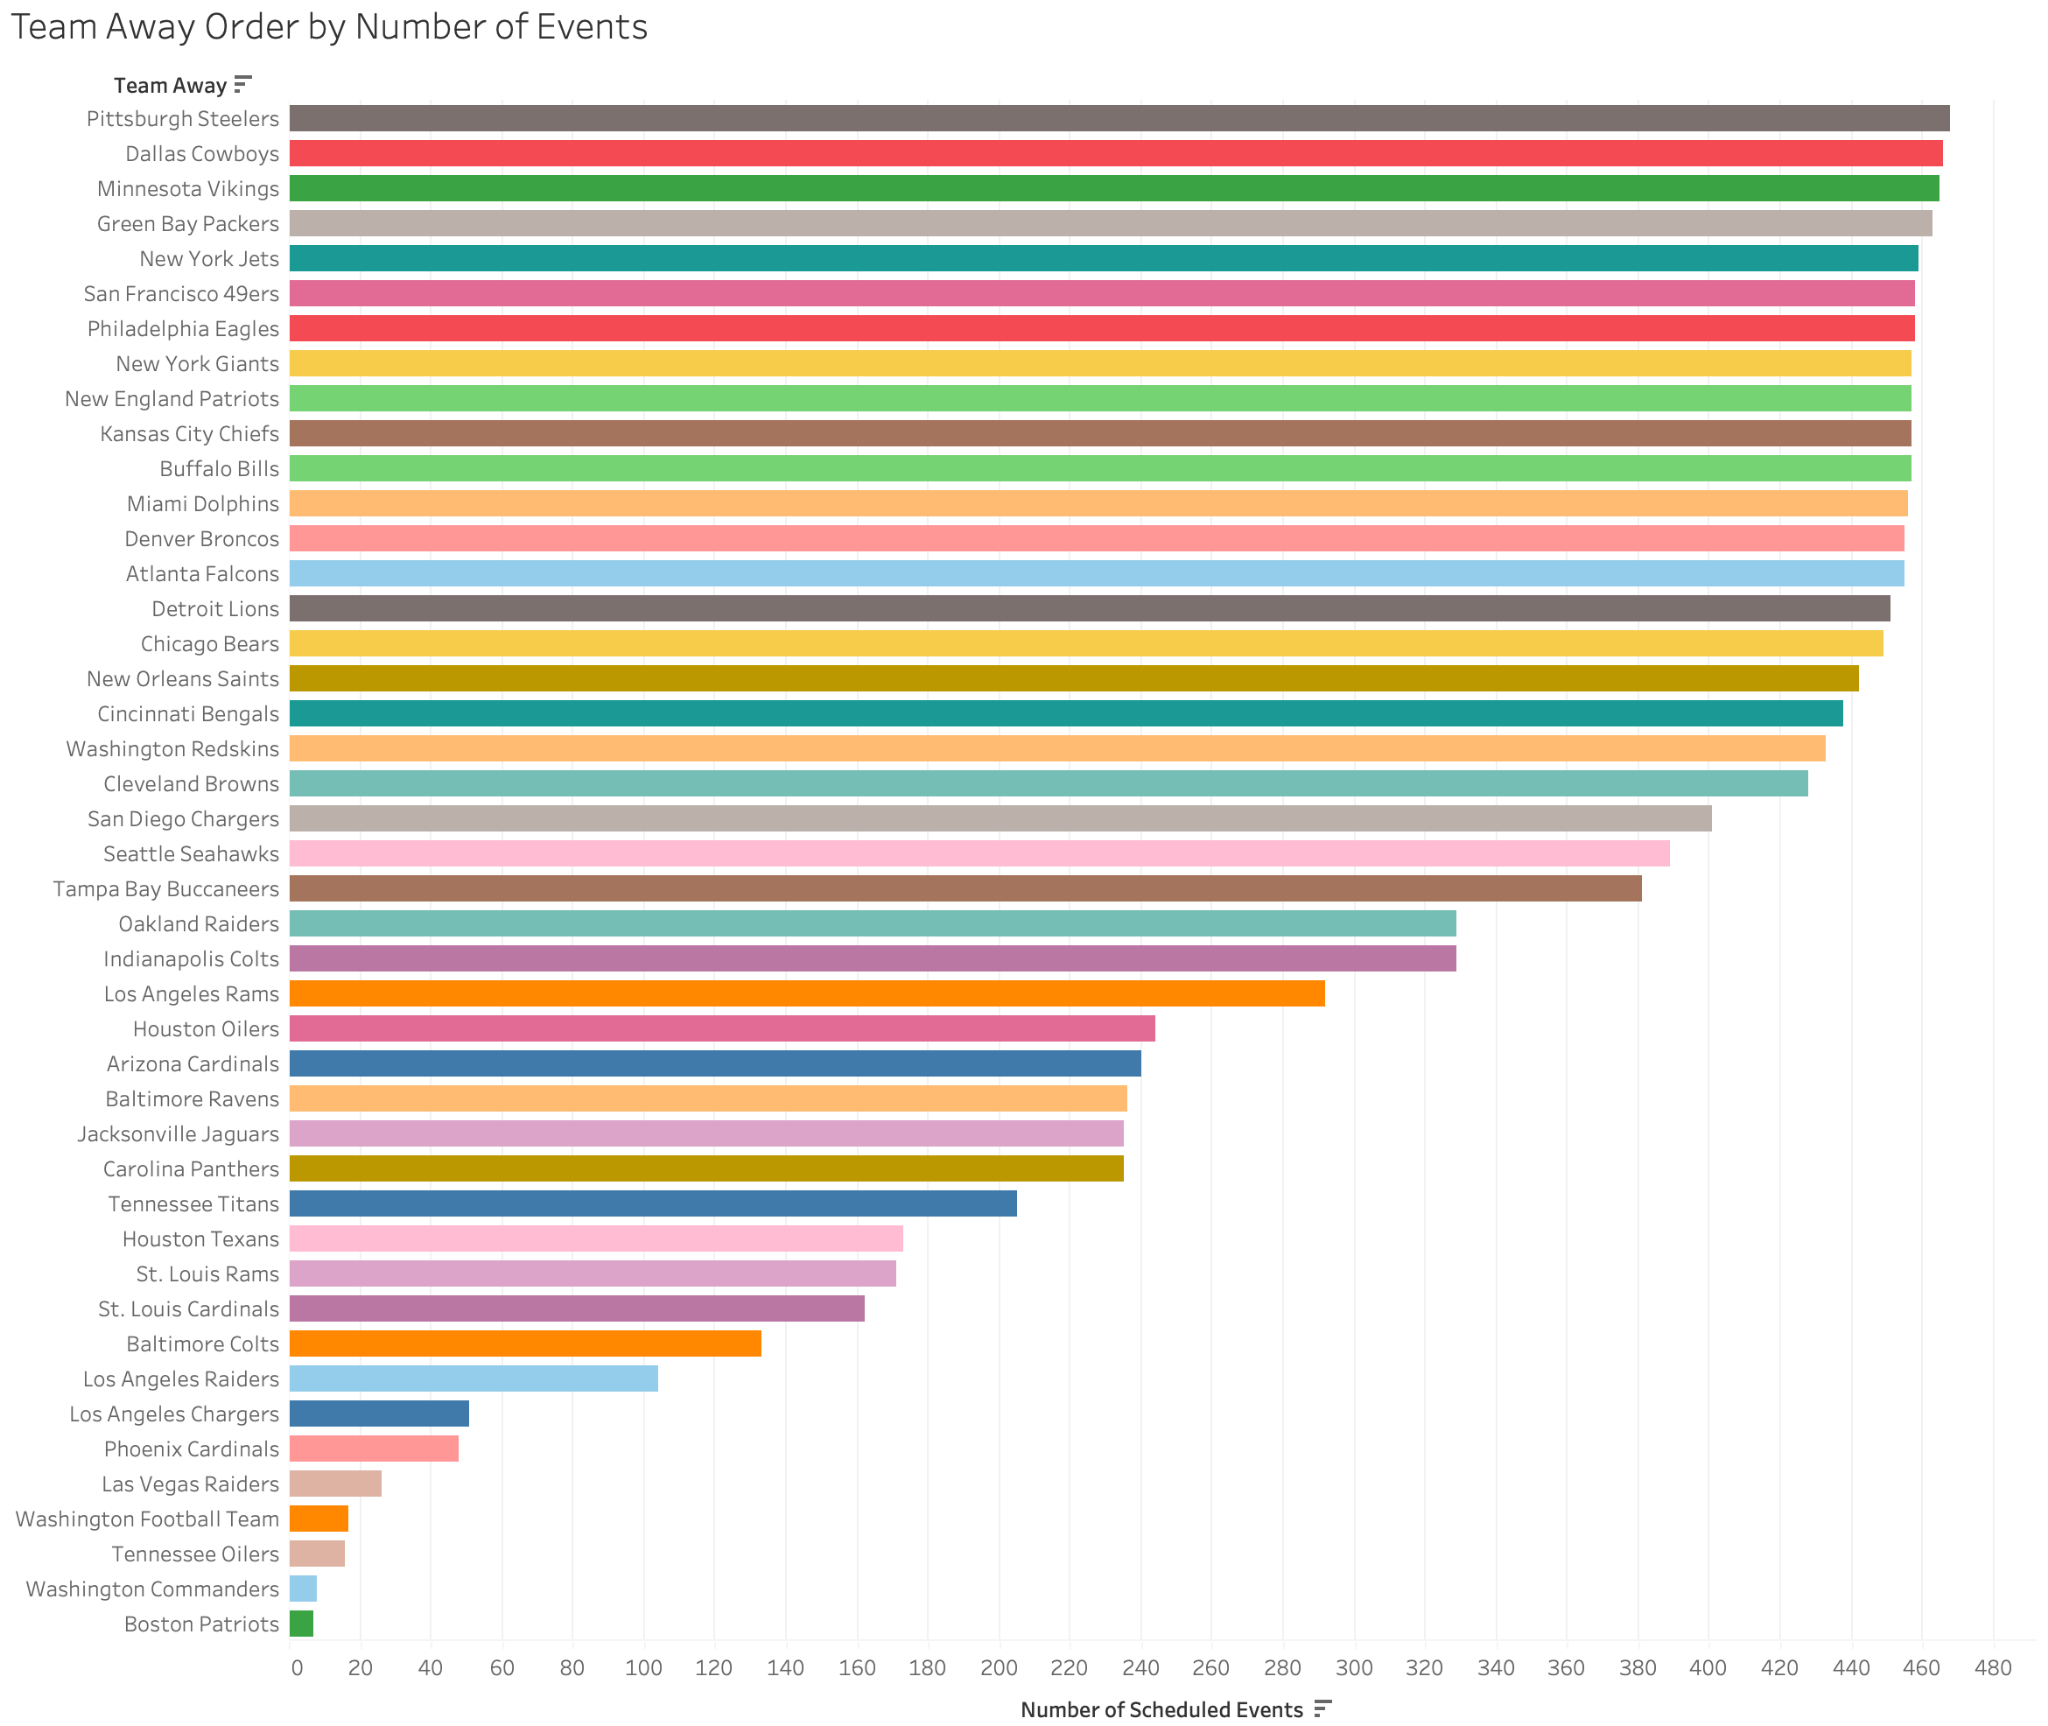 Team Away Order by Number of Events
Team Away
Pittsburgh Steelers
Dallas Cowboys
Minnesota Vikings
Green Bay Packers
New York Jets
San Francisco 49ers
Philadelphia Eagles
New York Giants
New England Patriots
Kansas City Chiefs
Buffalo Bills
Miami Dolphins
Denver Broncos
Atlanta Falcons
Detroit Lions
Chicago Bears
New Orleans Saints
Cincinnati Bengals
Washington Redskins
Cleveland Browns
San Diego Chargers
Seattle Seahawks
Tampa Bay Buccaneers
Oakland Raiders
Indianapolis Colts
Los Angeles Rams
Houston Oilers
Arizona Cardinals
Baltimore Ravens
Jacksonville Jaguars
Carolina Panthers
Tennessee Titans
Houston Texans
St. Louis Rams
St. Louis Cardinals
Baltimore Colts
Los Angeles Raiders
Los Angeles Chargers
Phoenix Cardinals
Las Vegas Raiders
Washington Football Team
Tennessee Oilers
Washington Commanders
Boston Patriots
0 20 40 60 80 100 120 140 160 180 200 220 240 260 280 300 320 340 360 380 400 420 440 460 480
Number of Scheduled Events